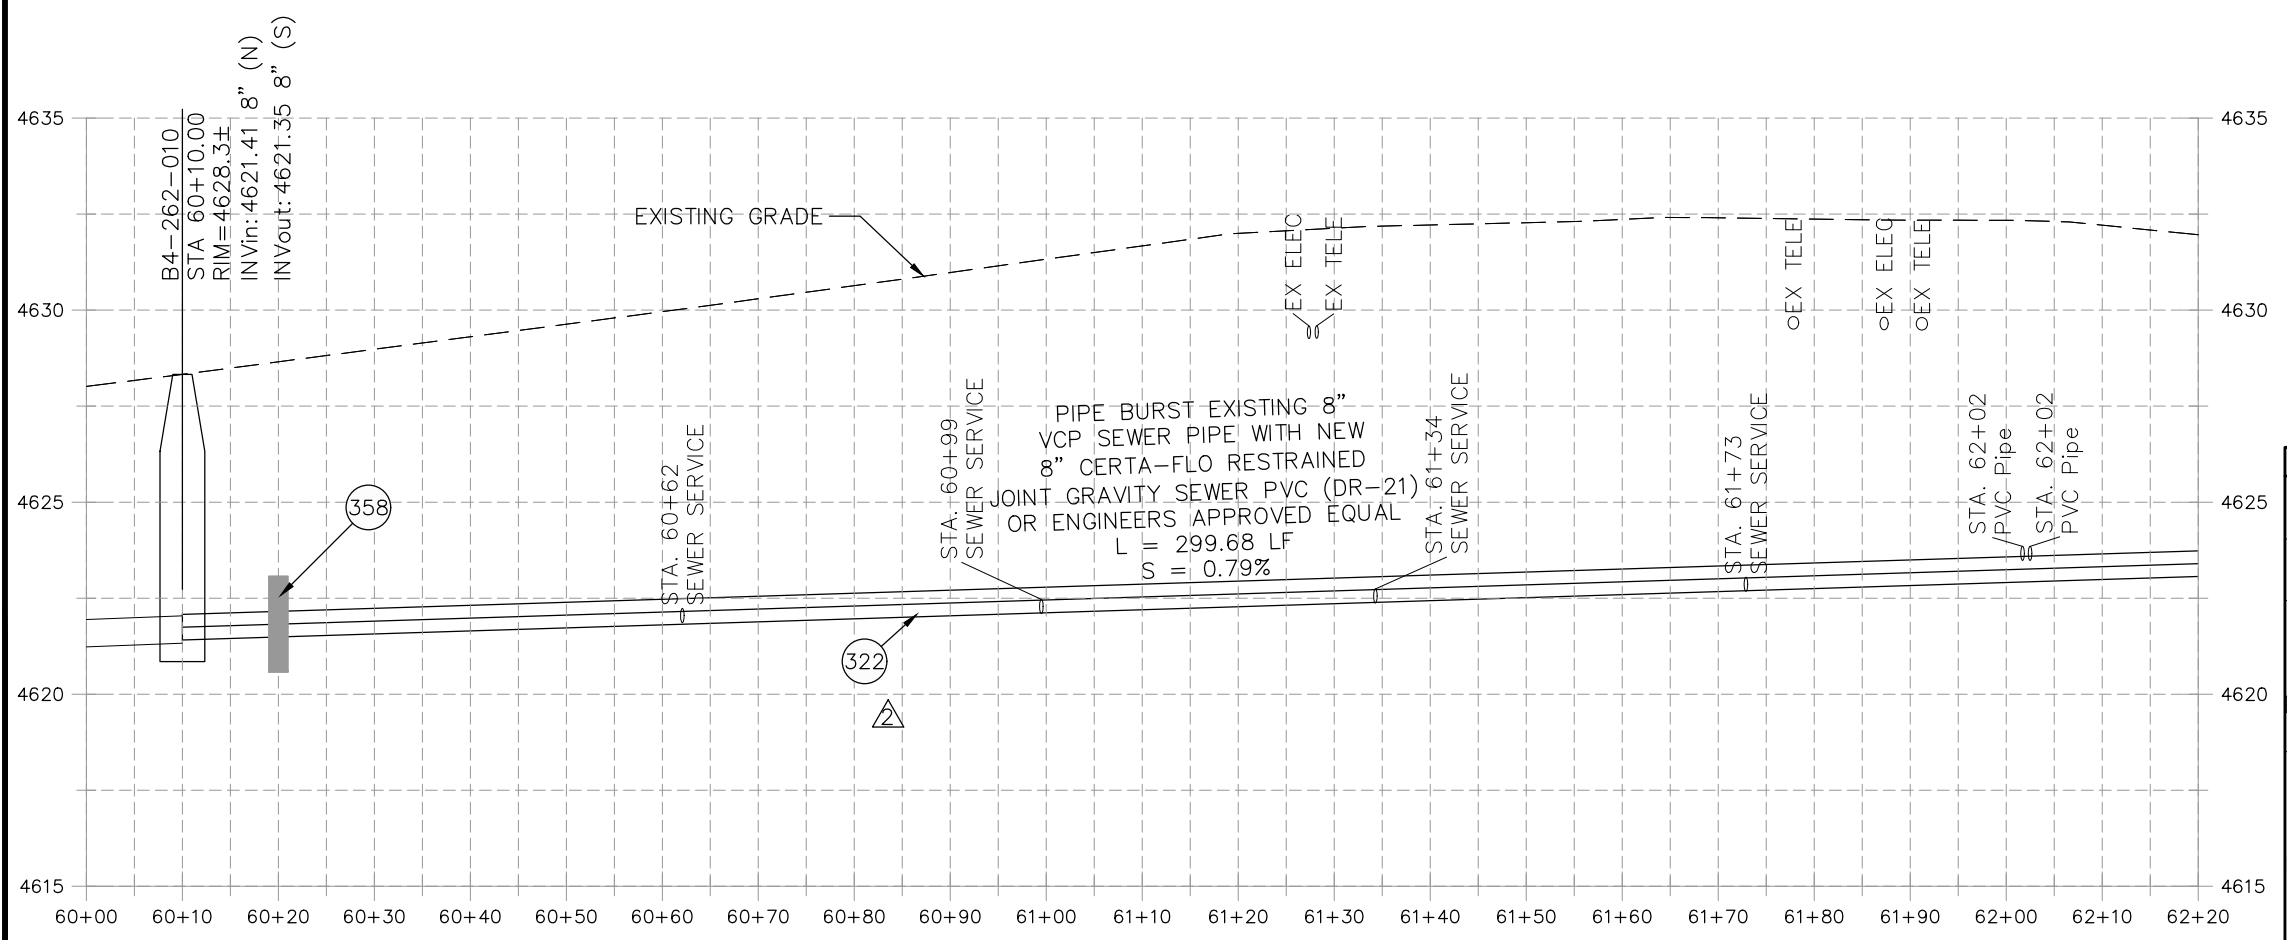 B4-262-010
STA 60+10.00
RIM=4628.3±
INVin:4621.41 8" (N)
INVout:4621.35 8" (S)
4635
4635
EXISTING GRADE
EX ELEC
EX TELE
EX TELE
EX ELEC
EX TELE
4630
4630
358
STA. 60+62
SEWER SERVICE
STA. 60+99
SEWER SERVICE
PIPE BURST EXISTING 8"
VCP SEWER PIPE WITH NEW
8" CERTA-FLO RESTRAINED
JOINT GRAVITY SEWER PVC (DR-21)
OR ENGINEERS APPROVED EQUAL
L = 299.68 LF
S = 0.79%
STA. 61+34
SEWER SERVICE
STA. 61+73
SEWER SERVICE
STA. 62+02
PVC Pipe
STA. 62+02
PVC Pipe
4625
4625
322
2
4620
4620
4615
4615
60+00 60+10 60+20 60+30 60+40 60+50 60+60 60+70 60+80 60+90 61+00 61+10 61+20 61+30 61+40 61+50 61+60 61+70 61+80 61+90 62+00 62+10 62+20